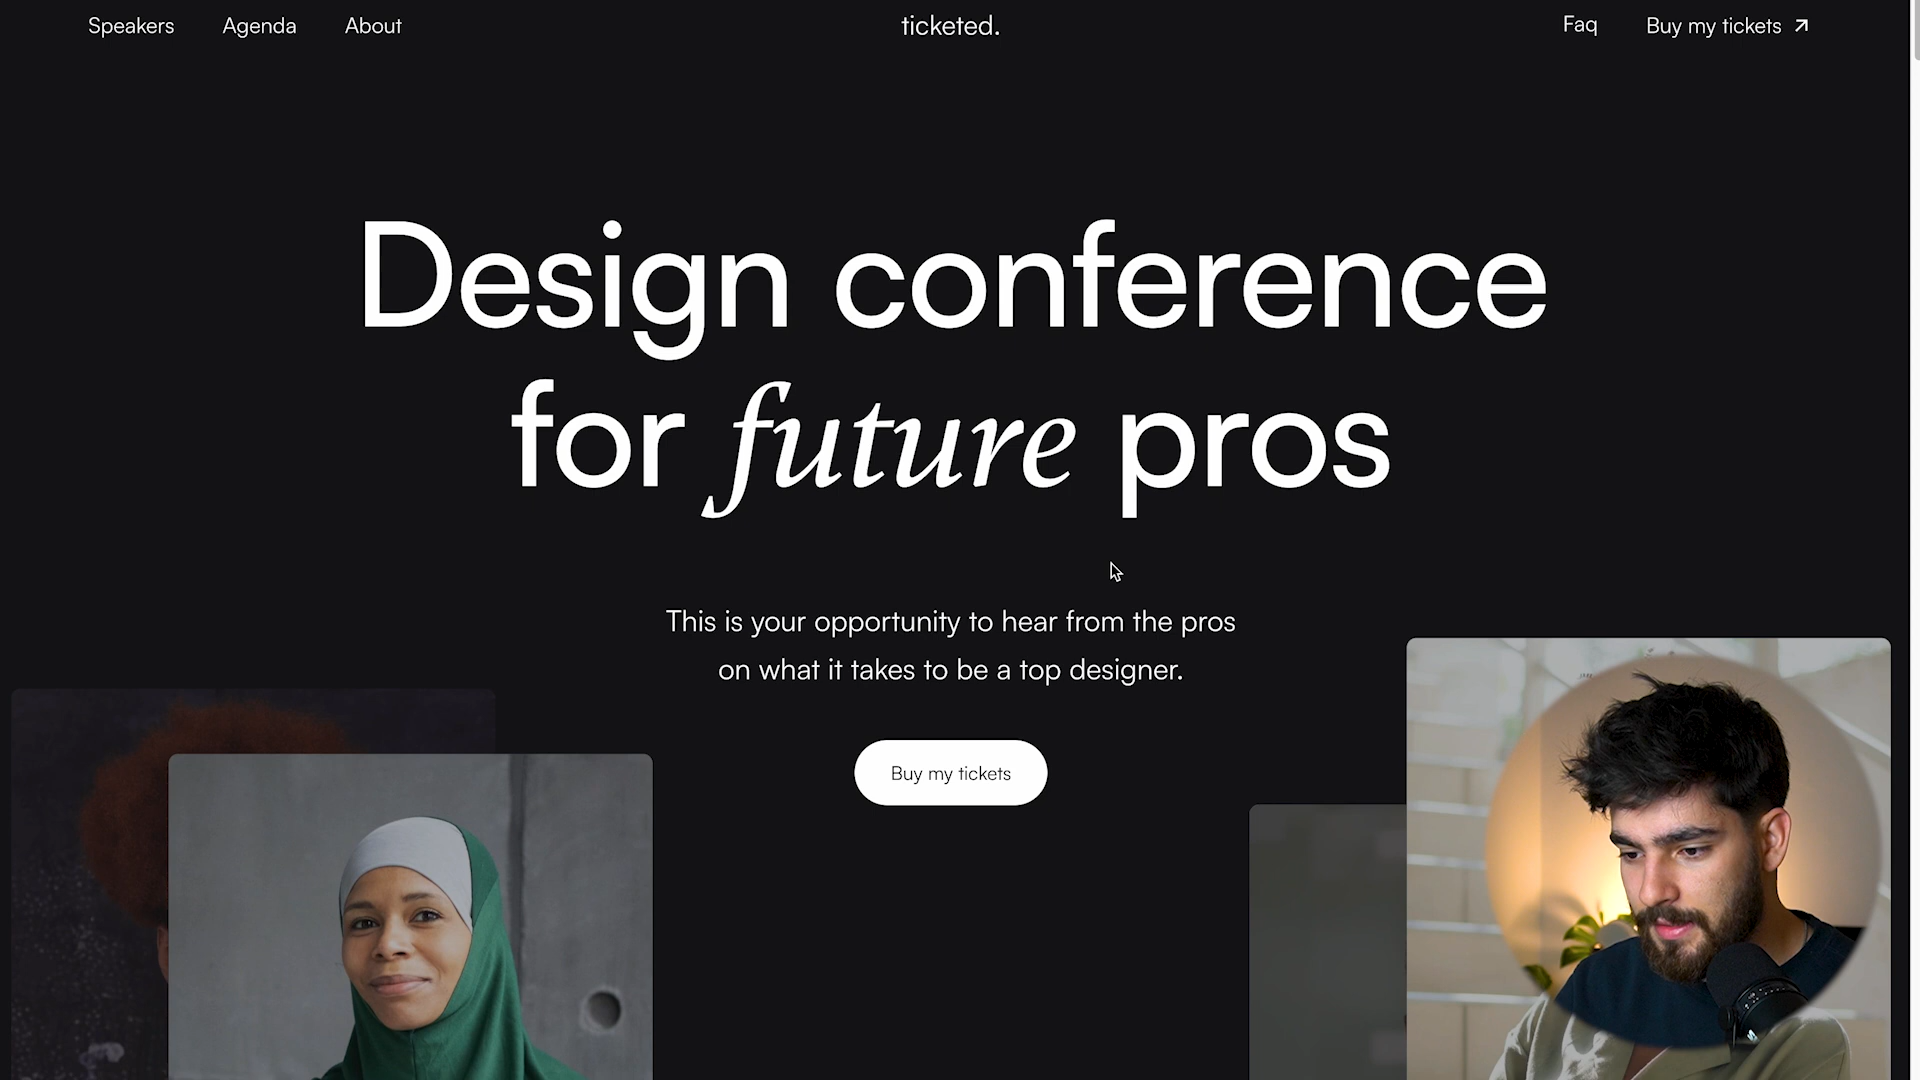 Speakers Agenda About ticketed. Faq Buy my tickets
Design conference
for future pros
This is your opportunity to hear from the pros
on what it takes to be a top designer.
Buy my tickets